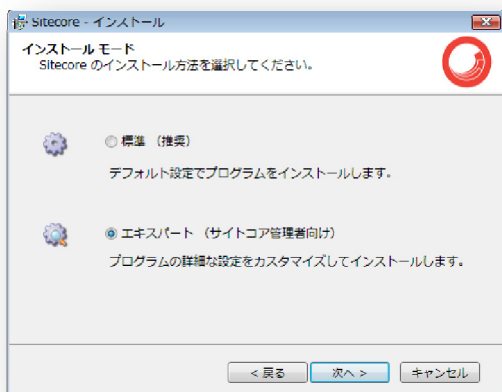 Sitecore - インストール
インストール モード
Sitecore のインストール方法を選択してください。
標準 （推奨）
デフォルト設定でプログラムをインストールします。
エキスパート （サイトコア管理者向け）
プログラムの詳細な設定をカスタマイズしてインストールします。
< 戻る 次へ > キャンセル